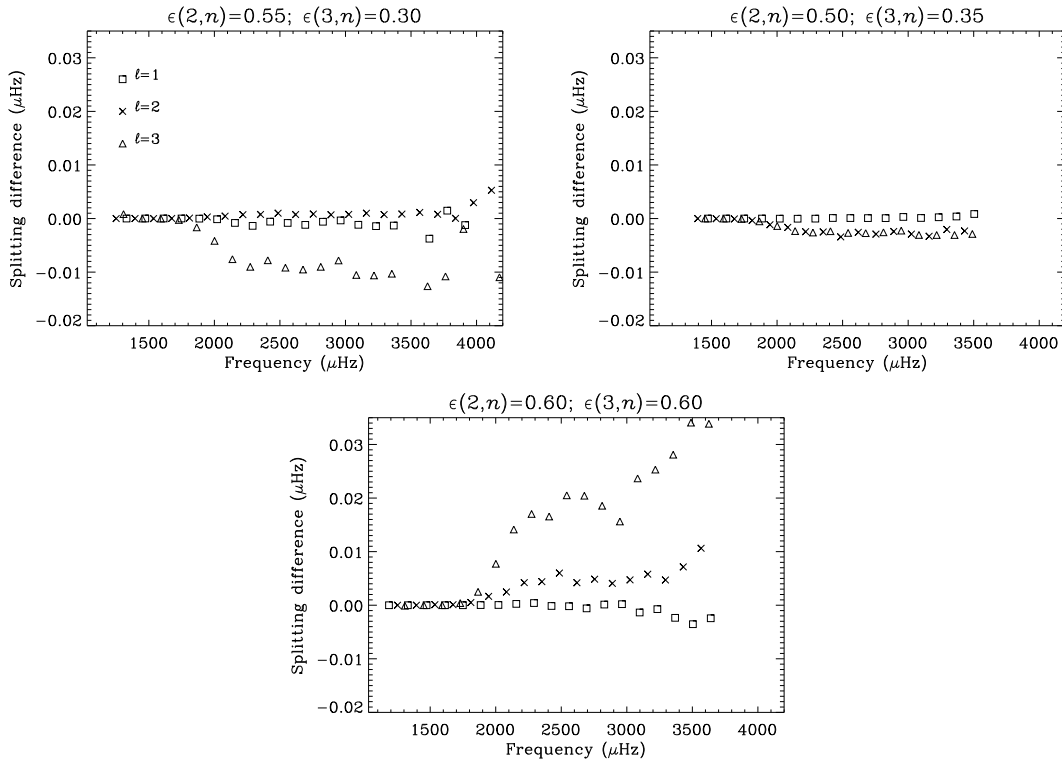 ϵ(2,n)=0.55; ϵ(3,n)=0.30
Splitting difference (μHz)
0.03
0.02
0.01
0.00
−0.01
−0.02
ℓ=1
ℓ=2
ℓ=3
1500 2000 2500 3000 3500 4000
Frequency (μHz)
ϵ(2,n)=0.50; ϵ(3,n)=0.35
Splitting difference (μHz)
0.03
0.02
0.01
0.00
−0.01
−0.02
1500 2000 2500 3000 3500 4000
Frequency (μHz)
ϵ(2,n)=0.60; ϵ(3,n)=0.60
Splitting difference (μHz)
0.03
0.02
0.01
0.00
−0.01
−0.02
1500 2000 2500 3000 3500 4000
Frequency (μHz)